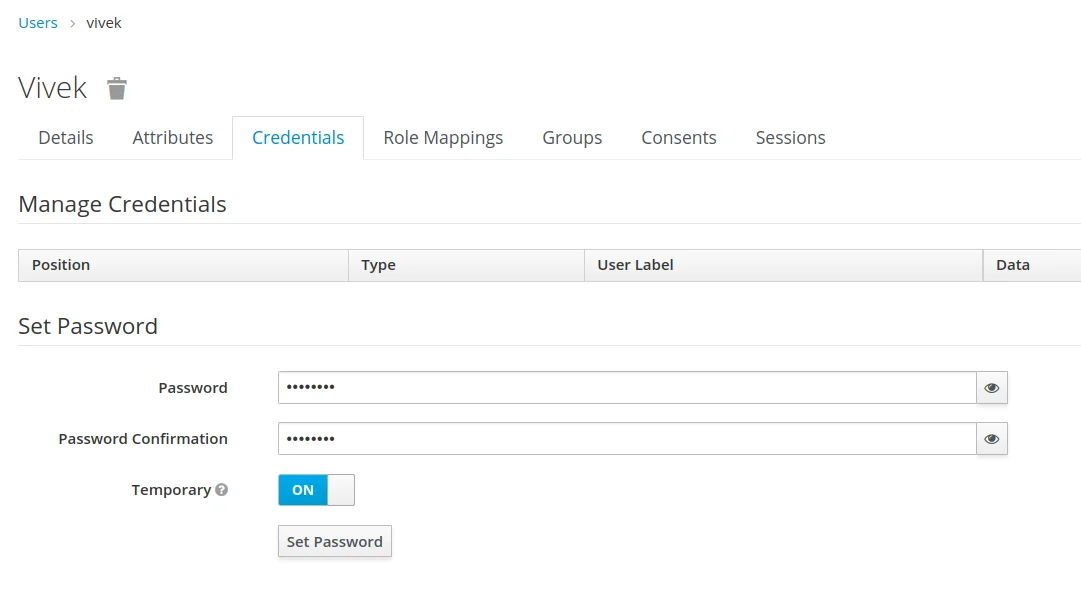 Users > vivek
Vivek
Details Attributes Credentials Role Mappings Groups Consents Sessions
Manage Credentials
Position Type User Label Data
Set Password
Password ••••••••
Password Confirmation ••••••••
Temporary ? ON
Set Password